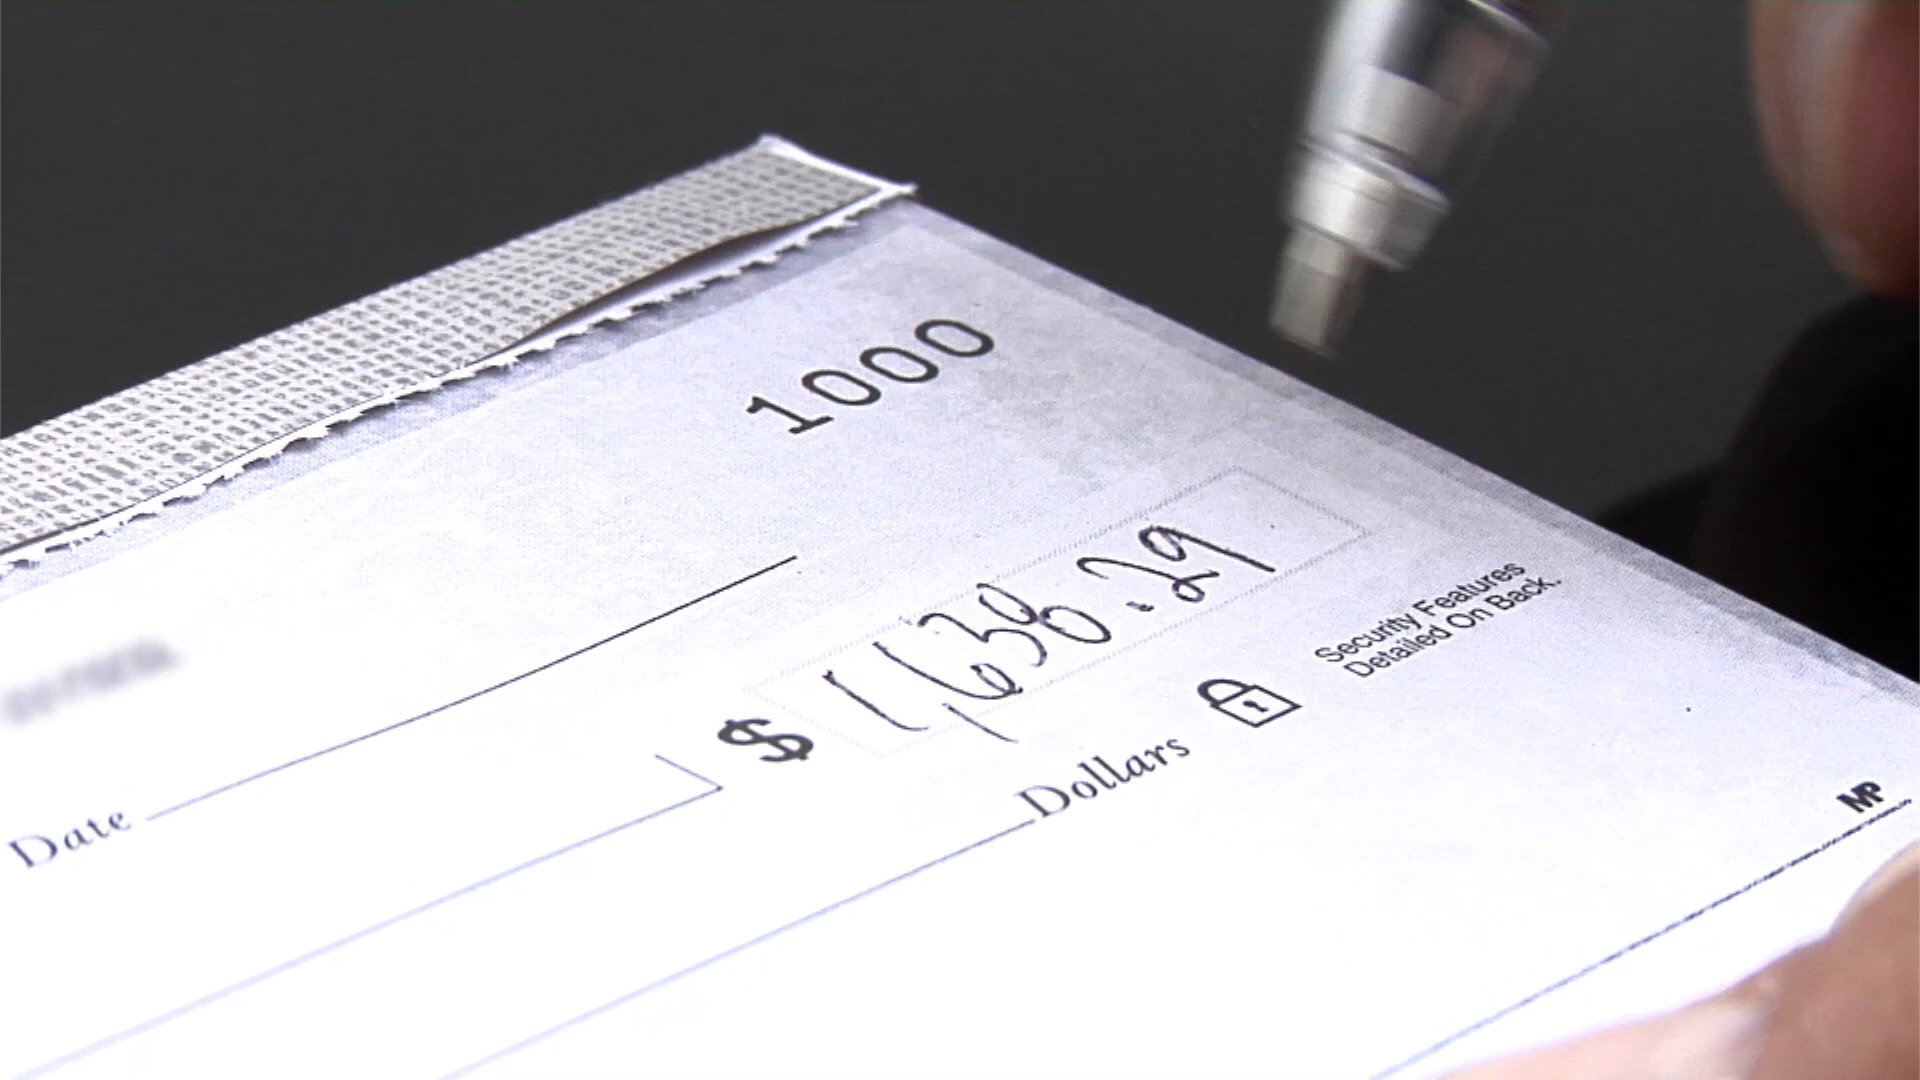 1000
Date
$ 1,638.29
Security Features
Detailed On Back.
Dollars
MP